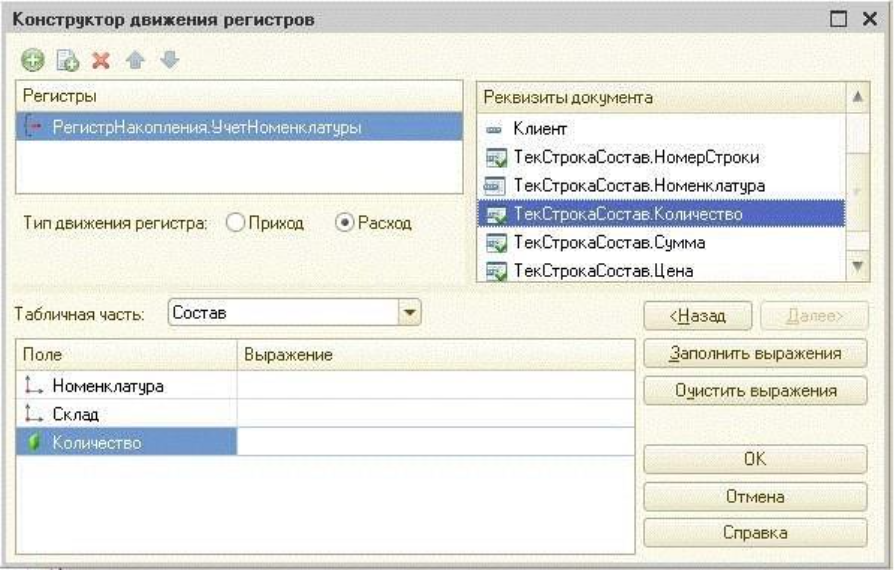 Конструктор движения регистров
Регистры
РегистрНакопления.УчетНоменклатуры
Реквизиты документа
Клиент
ТекСтрокаСостав.НомерСтроки
ТекСтрокаСостав.Номенклатура
ТекСтрокаСостав.Количество
ТекСтрокаСостав.Сумма
ТекСтрокаСостав.Цена
Тип движения регистра: Приход Расход
Табличная часть: Состав
<Назад Далее>
Поле Выражение
Номенклатура
Склад
Количество
Заполнить выражения
Очистить выражения
ОК
Отмена
Справка